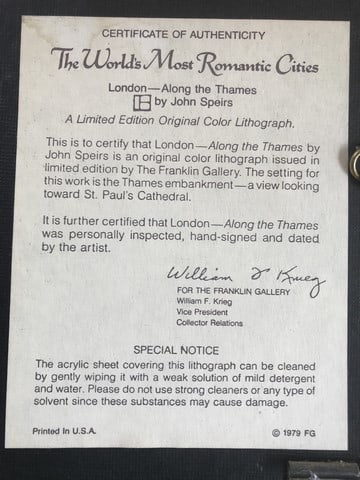 CERTIFICATE OF AUTHENTICITY
The World's Most Romantic Cities
London—Along the Thames
by John Speirs
A Limited Edition Original Color Lithograph.
This is to certify that London—Along the Thames by
John Speirs is an original color lithograph issued in
limited edition by The Franklin Gallery. The setting for
this work is the Thames embankment—a view looking
toward St. Paul's Cathedral.
It is further certified that London—Along the Thames
was personally inspected, hand-signed and dated
by the artist.
William F Krieg
FOR THE FRANKLIN GALLERY
William F. Krieg
Vice President
Collector Relations
SPECIAL NOTICE
The acrylic sheet covering this lithograph can be cleaned
by gently wiping it with a weak solution of mild detergent
and water. Please do not use strong cleaners or any type of
solvent since these substances may cause damage.
Printed In U.S.A.
© 1979 FG